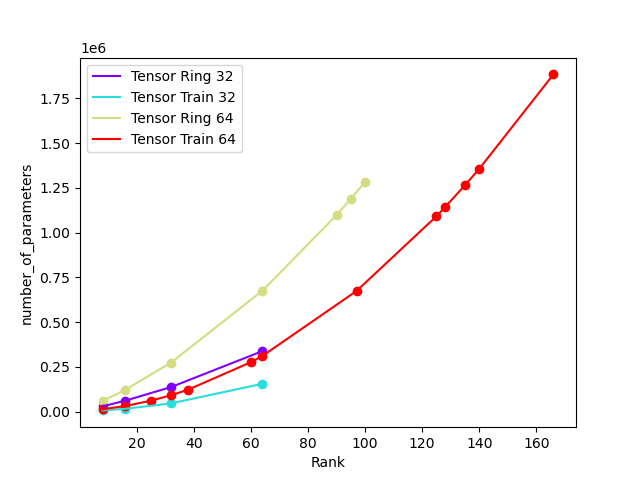 1e6
Tensor Ring 32
Tensor Train 32
Tensor Ring 64
Tensor Train 64
number_of_parameters
1.75
1.50
1.25
1.00
0.75
0.50
0.25
0.00
20 40 60 80 100 120 140 160
Rank